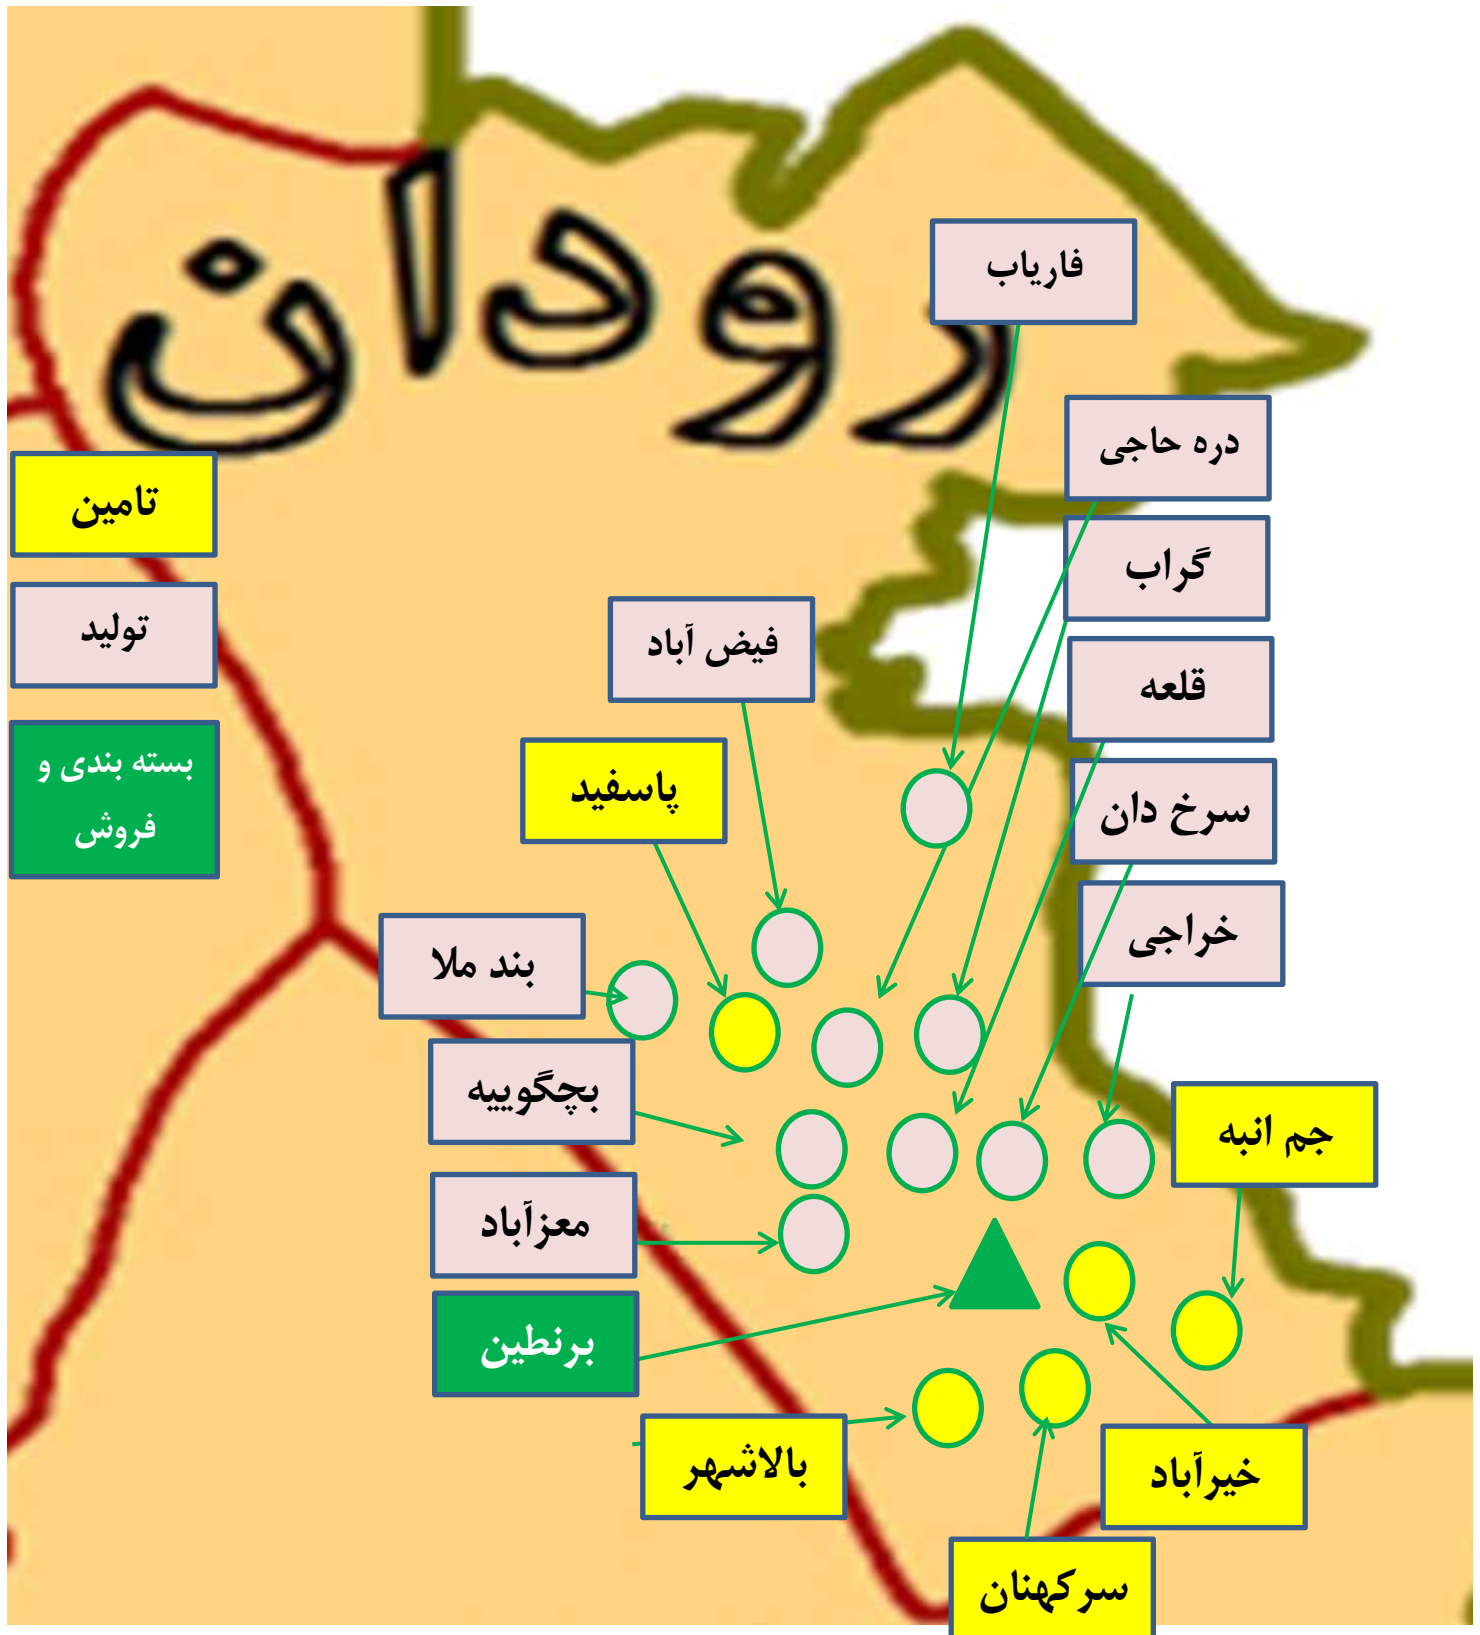 رودان
فاریاب
دره حاجی
گراب
قلعه
سرخ دان
خراجی
تامین
تولید
بسته بندی و
فروش
فیض آباد
پاسفید
بند ملا
بچگوییه
معزآباد
برنطین
جم انبه
بالاشهر
خیرآباد
سرکهنان